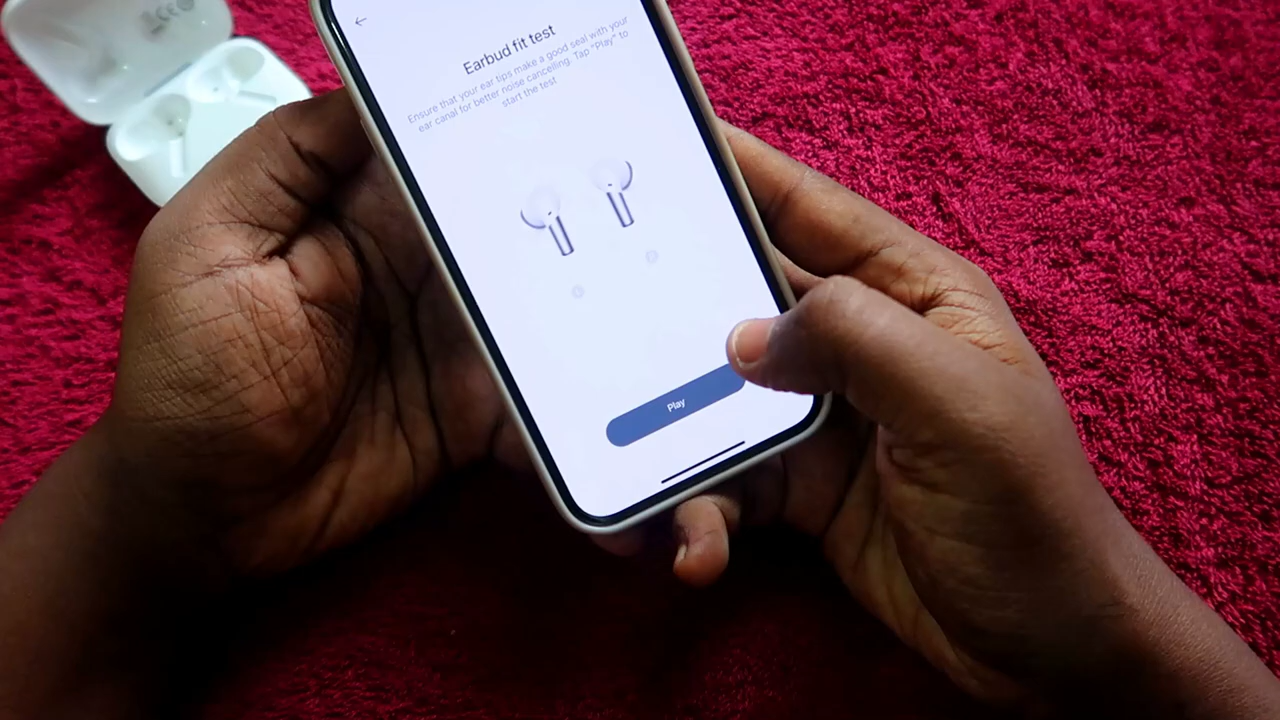 Earbud fit test
Ensure that your ear tips make a good seal with your
ear canal for better noise cancelling. Tap "Play" to
start the test
Play